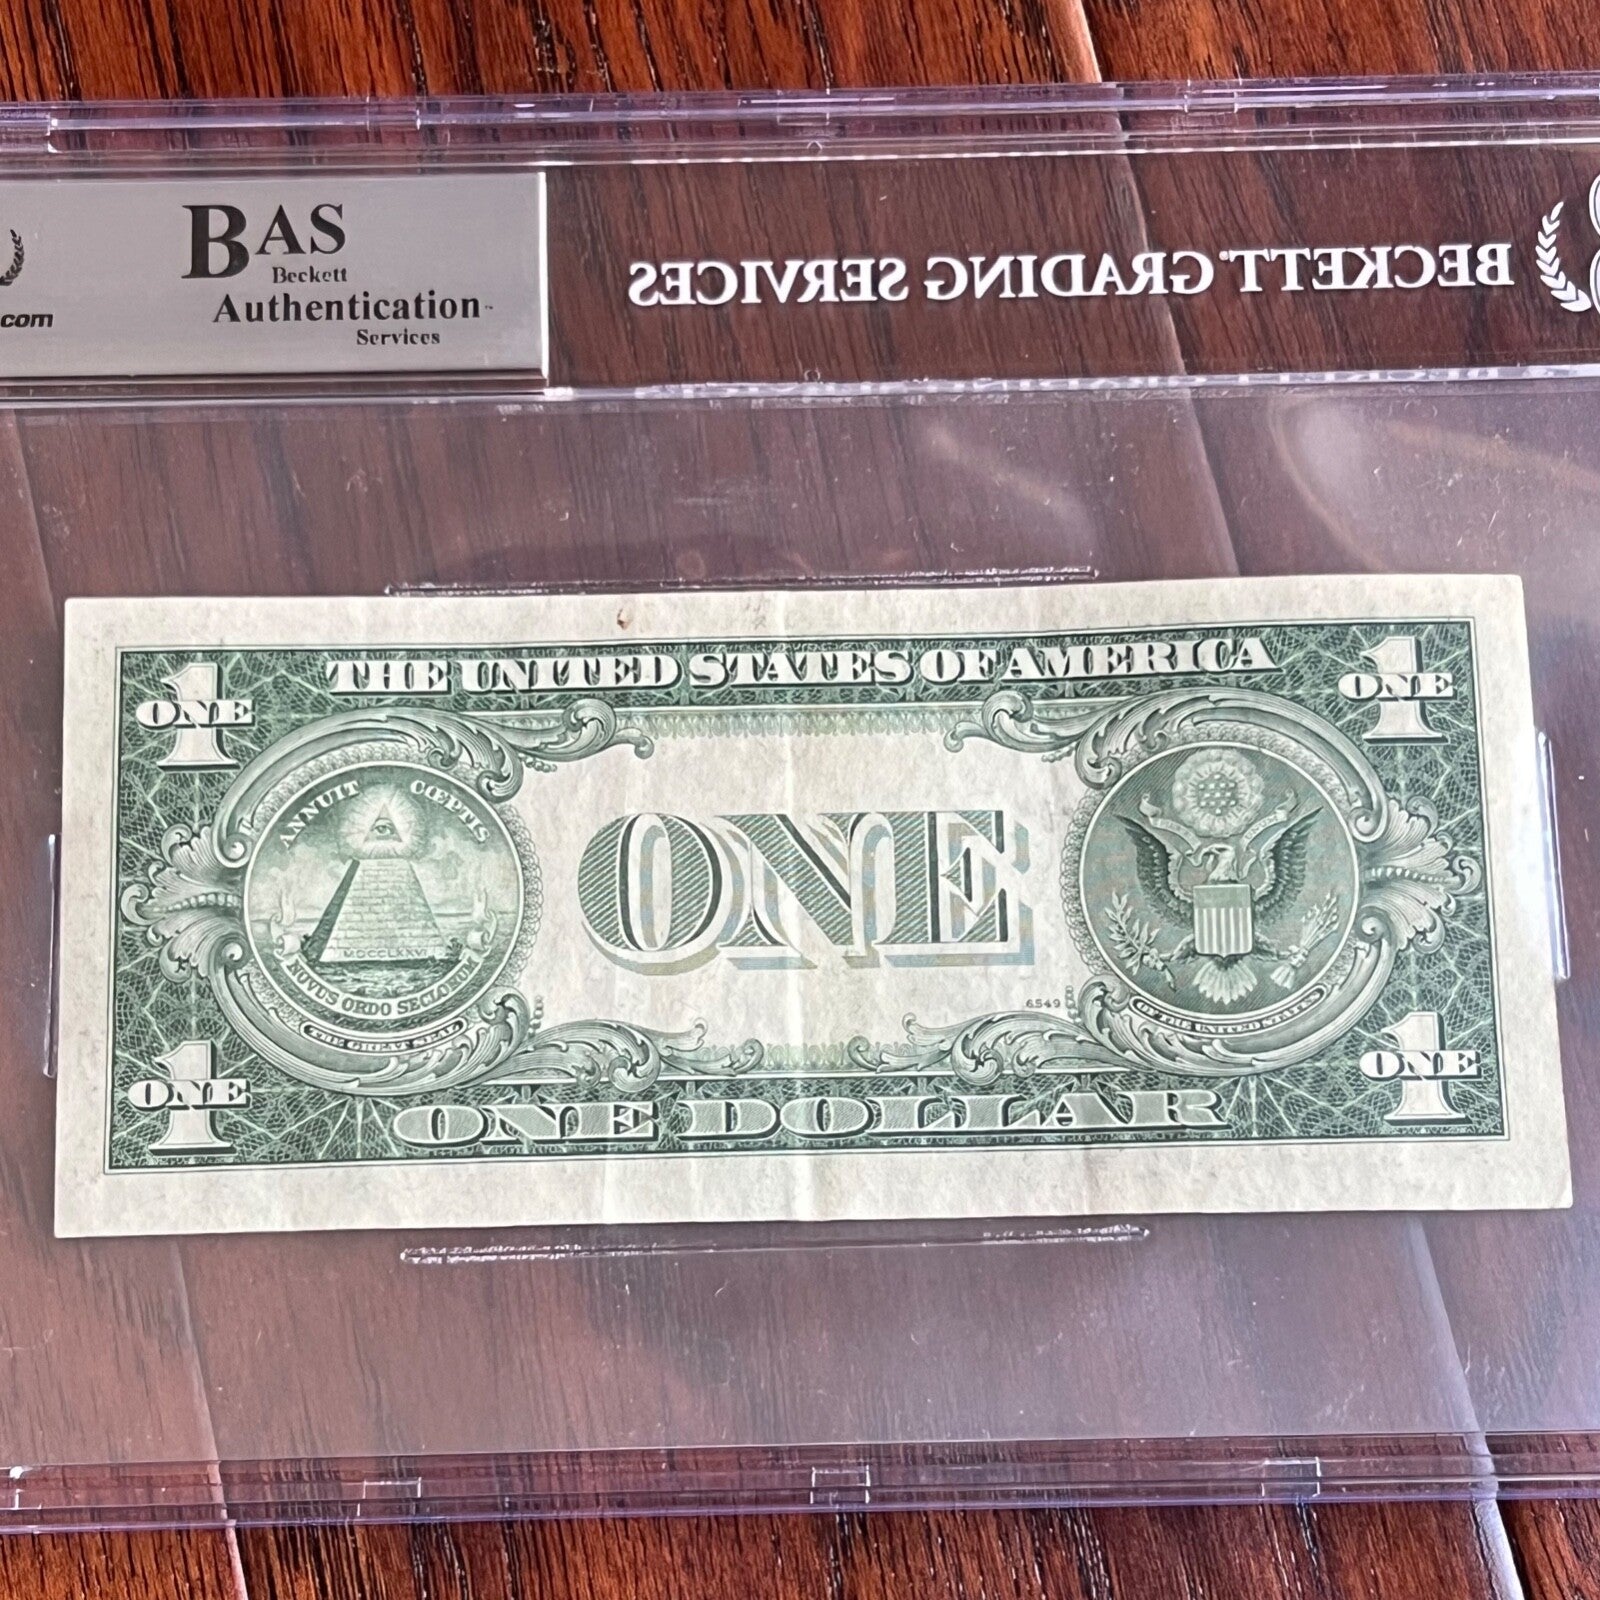 BAS
Beckett
Authentication™
Services
.com
BECKETT® GRADING SERVICES
THE UNITED STATES OF AMERICA
1 ONE
1 ONE
ANNUIT CŒPTIS
MDCCLXXVI
NOVUS ORDO SECLORUM
THE GREAT SEAL
ONE
6549
OF THE UNITED STATES
1 ONE
ONE DOLLAR
1 ONE